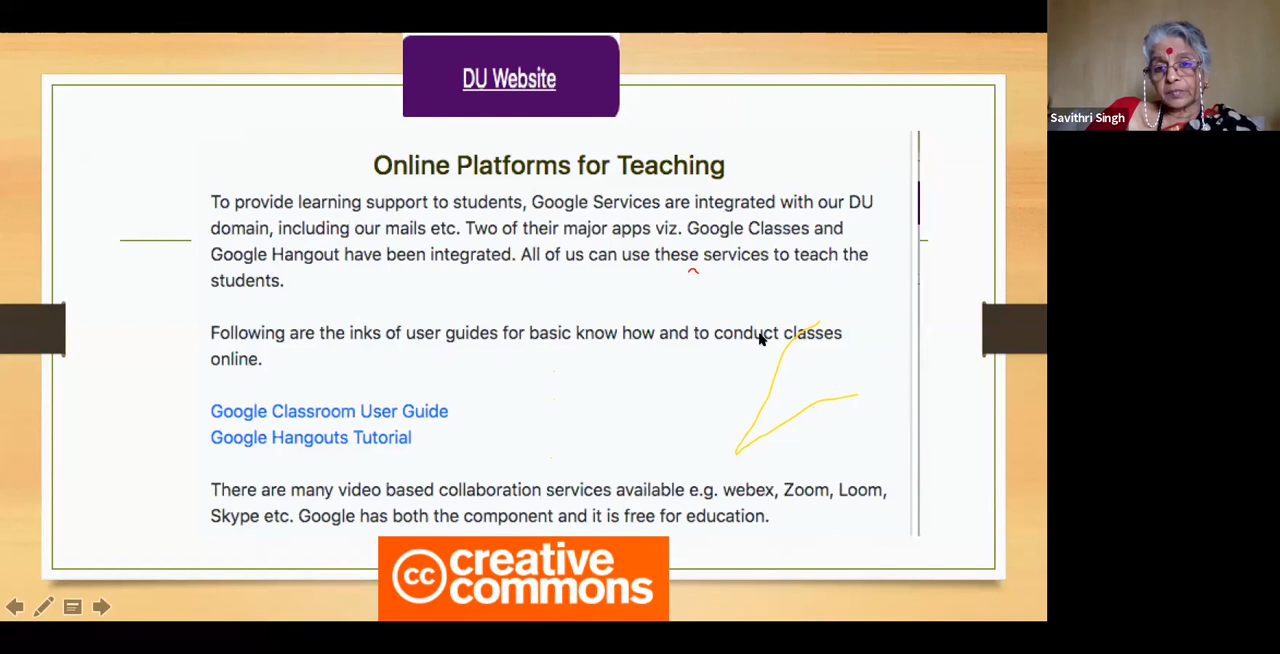 DU Website
Savithri Singh
Online Platforms for Teaching
To provide learning support to students, Google Services are integrated with our DU
domain, including our mails etc. Two of their major apps viz. Google Classes and
Google Hangout have been integrated. All of us can use these services to teach the
students.
Following are the inks of user guides for basic know how and to conduct classes
online.
Google Classroom User Guide
Google Hangouts Tutorial
There are many video based collaboration services available e.g. webex, Zoom, Loom,
Skype etc. Google has both the component and it is free for education.
cc creative
commons